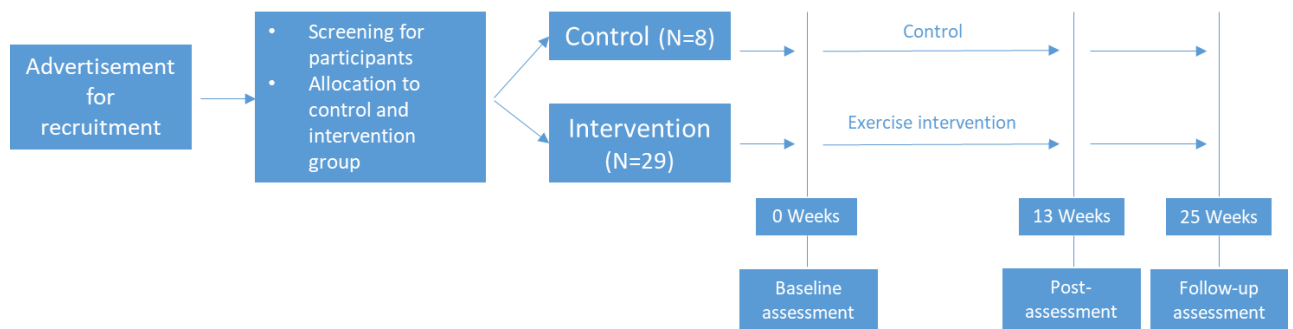 Advertisement
for
recruitment
• Screening for
participants
• Allocation to
control and
intervention
group
Control (N=8)
Intervention
(N=29)
Control
Exercise intervention
0 Weeks
13 Weeks
25 Weeks
Baseline
assessment
Post-
assessment
Follow-up
assessment